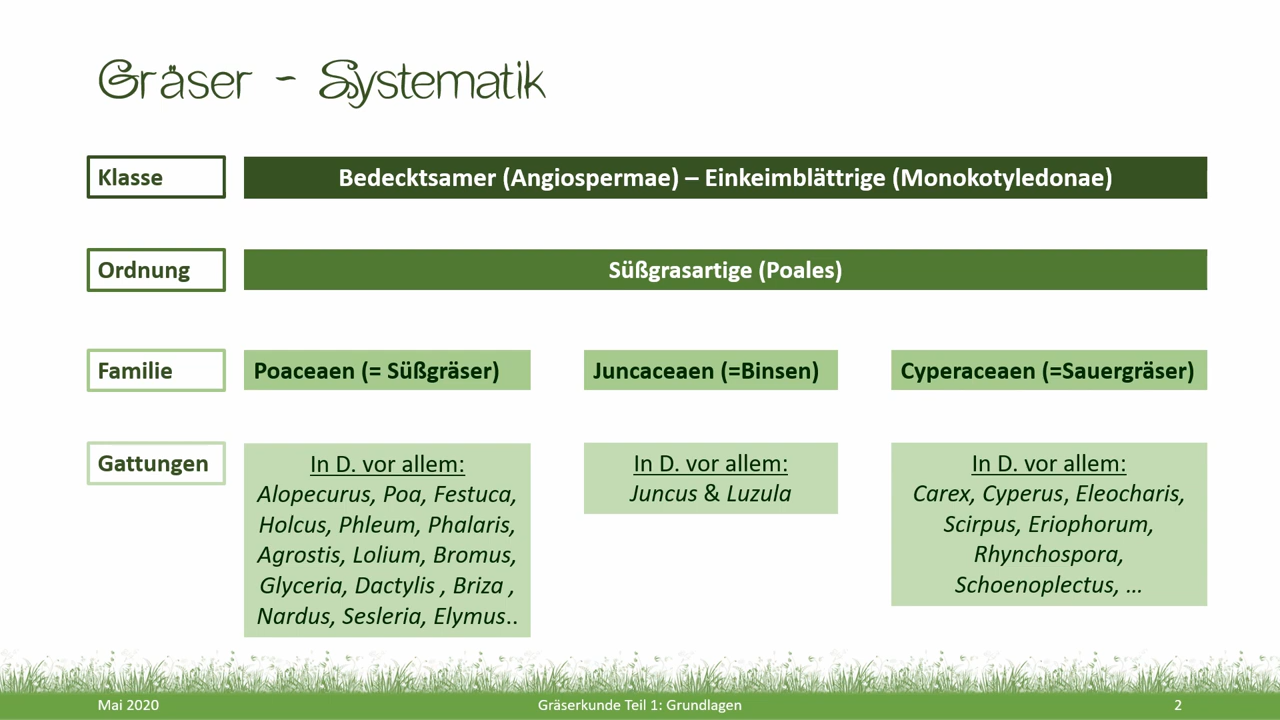 Gräser - Systematik
Klasse
Bedecktsamer (Angiospermae) – Einkeimblättrige (Monokotyledonae)
Ordnung
Süßgrasartige (Poales)
Familie
Poaceaen (= Süßgräser)
Juncaceaen (=Binsen)
Cyperaceaen (=Sauergräser)
Gattungen
In D. vor allem:
Alopecurus, Poa, Festuca,
Holcus, Phleum, Phalaris,
Agrostis, Lolium, Bromus,
Glyceria, Dactylis , Briza ,
Nardus, Sesleria, Elymus..
In D. vor allem:
Juncus & Luzula
In D. vor allem:
Carex, Cyperus, Eleocharis,
Scirpus, Eriophorum,
Rhynchospora,
Schoenoplectus, …
Mai 2020
Gräserkunde Teil 1: Grundlagen
2